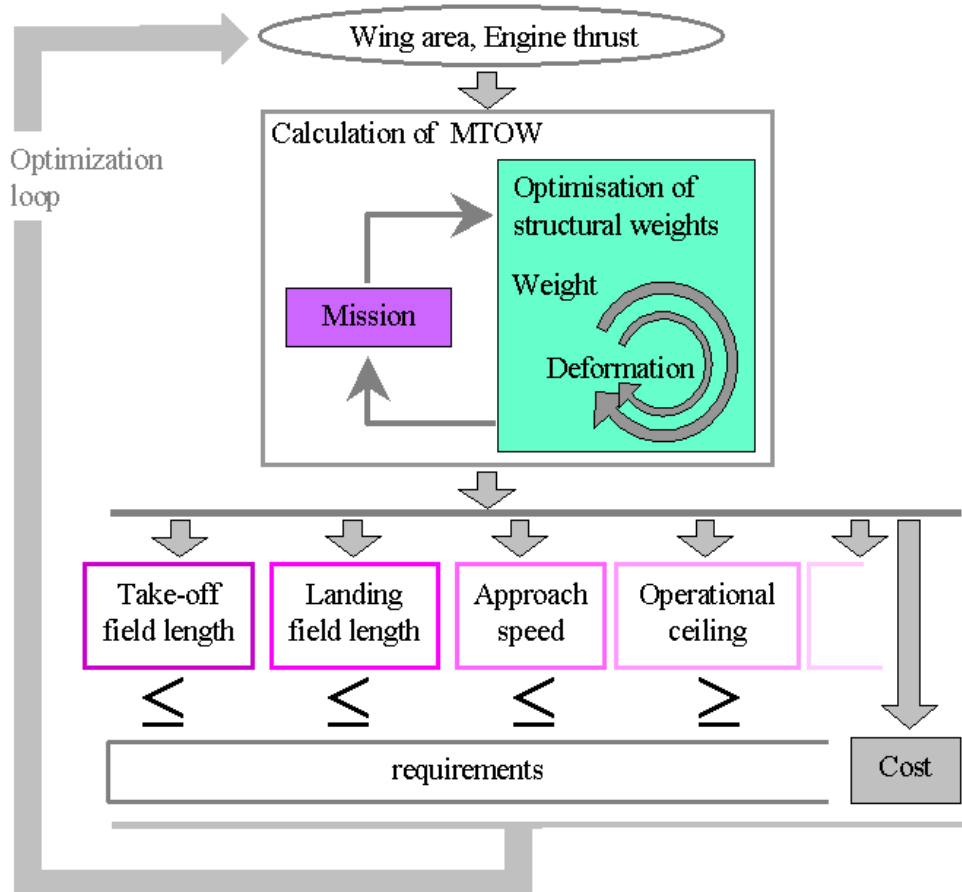 Wing area, Engine thrust
Calculation of MTOW
Optimization
loop
Optimisation of
structural weights
Weight
Mission
Deformation
Take-off
field length
Landing
field length
Approach
speed
Operational
ceiling
≤ ≤ ≤ ≥
requirements
Cost